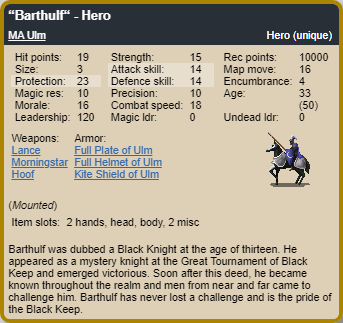 “Barthulf“ - Hero
MA Ulm Hero (unique)
Hit points: 19 Strength: 15 Rec points: 10000
Size: 3 Attack skill: 14 Map move: 16
Protection: 23 Defence skill: 14 Encumbrance: 4
Magic res: 10 Precision: 10 Age: 33
Morale: 16 Combat speed: 18 (50)
Leadership: 120 Magic ldr: 0 Undead ldr: 0
Weapons: Armor:
Lance Full Plate of Ulm
Morningstar Full Helmet of Ulm
Hoof Kite Shield of Ulm
(Mounted)
Item slots: 2 hands, head, body, 2 misc
Barthulf was dubbed a Black Knight at the age of thirteen. He
appeared as a mystery knight at the Great Tournament of Black
Keep and emerged victorious. Soon after this deed, he became
known throughout the realm and men from near and far came to
challenge him. Barthulf has never lost a challenge and is the pride of
the Black Keep.